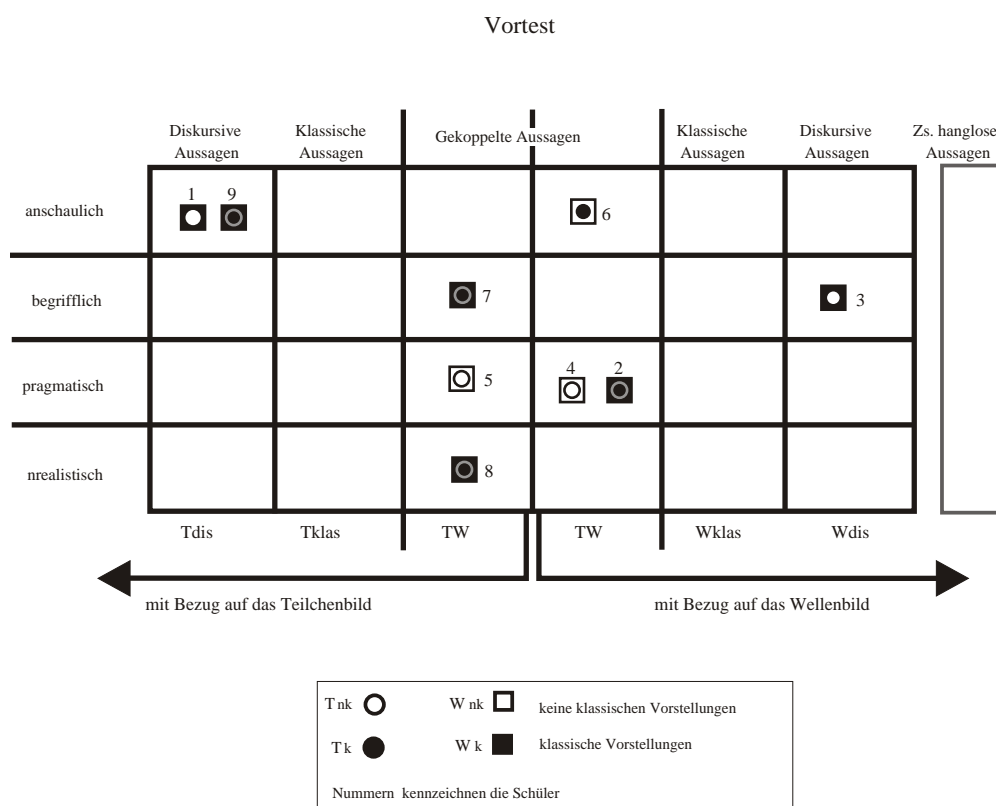 Vortest
Diskursive
Aussagen
Klassische
Aussagen
Gekoppelte Aussagen
Klassische
Aussagen
Diskursive
Aussagen
Zs. hanglose
Aussagen
anschaulich
1
9
6
begrifflich
7
3
pragmatisch
5
4
2
nrealistisch
8
Tdis
Tklas
TW
TW
Wklas
Wdis
mit Bezug auf das Teilchenbild
mit Bezug auf das Wellenbild
T nk
W nk
keine klassischen Vorstellungen
T k
W k
klassische Vorstellungen
Nummern kennzeichnen die Schüler